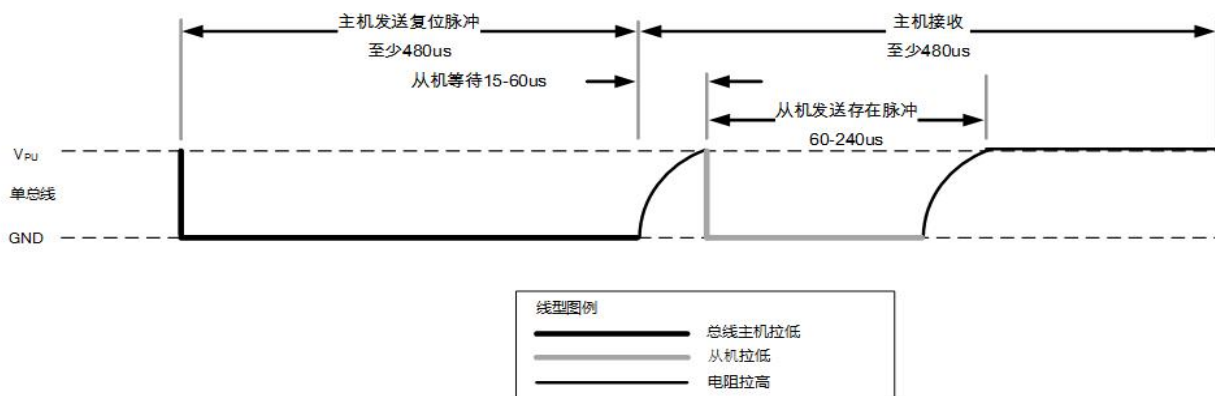 主机发送复位脉冲
至少480us
主机接收
至少480us
从机等待15-60us
从机发送存在脉冲
60-240us
VPU
单总线
GND
线型图例
总线主机拉低
从机拉低
电阻拉高